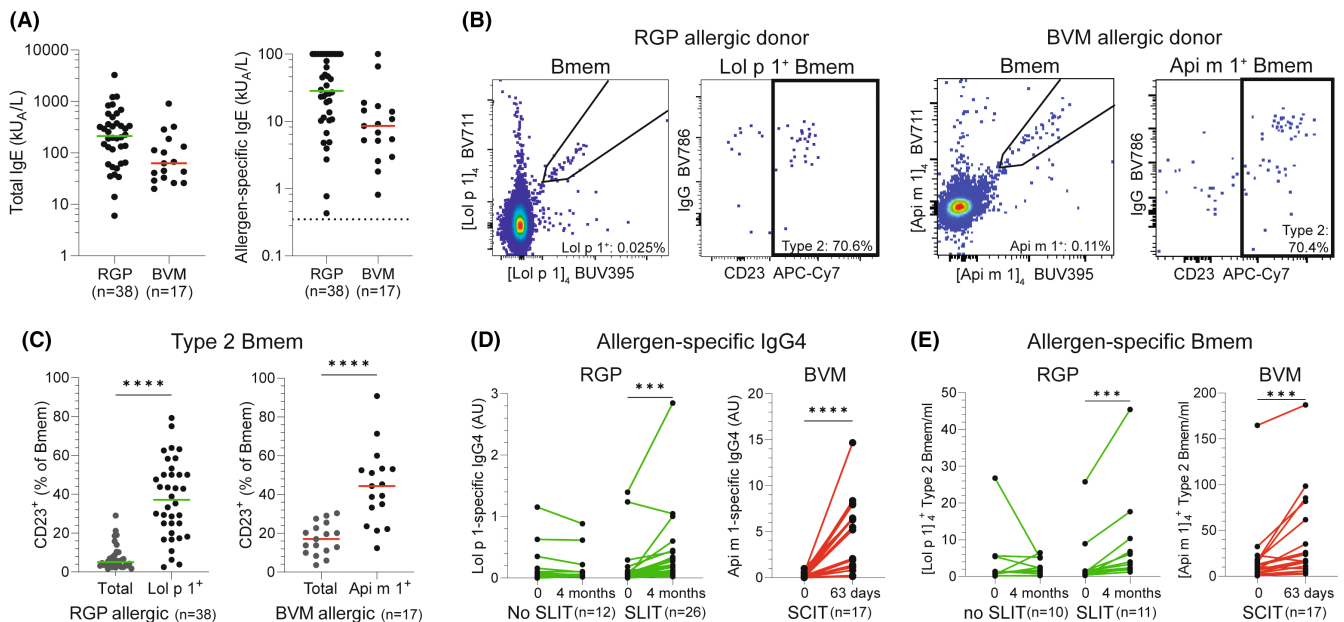 (A)
Total IgE (kU_A/L)
10000
1000
100
10
1
RGP
(n=38)
BVM
(n=17)
Allergen-specific IgE (kU_A/L)
100
10
1
0.1
RGP
(n=38)
BVM
(n=17)
(B)
RGP allergic donor
Bmem
[Lol p 1]₄ BV711
Lol p 1⁺: 0.025%
[Lol p 1]₄ BUV395
Lol p 1⁺ Bmem
IgG BV786
Type 2: 70.6%
CD23 APC-Cy7
BVM allergic donor
Bmem
[Api m 1]₄ BV711
Api m 1⁺: 0.11%
[Api m 1]₄ BUV395
Api m 1⁺ Bmem
IgG BV786
Type 2:
70.4%
CD23 APC-Cy7
(C)
Type 2 Bmem
CD23⁺ (% of Bmem)
100
80
60
40
20
0
****
Total
Lol p 1⁺
RGP allergic (n=38)
CD23⁺ (% of Bmem)
100
80
60
40
20
0
****
Total
Api m 1⁺
BVM allergic (n=17)
(D)
Allergen-specific IgG4
RGP
Lol p 1-specific IgG4 (AU)
3
2
1
0
***
0
4 months
No SLIT(n=12)
0
4 months
SLIT(n=26)
BVM
Api m 1-specific IgG4 (AU)
20
15
10
5
0
****
0
63 days
SCIT(n=17)
(E)
Allergen-specific Bmem
RGP
[Lol p 1]₄⁺ Type 2 Bmem/ml
50
40
30
20
10
0
***
0
4 months
no SLIT(n=10)
0
4 months
SLIT(n=11)
BVM
[Api m 1]₄⁺ Type 2 Bmem/ml
200
150
100
50
0
***
0
63 days
SCIT(n=17)